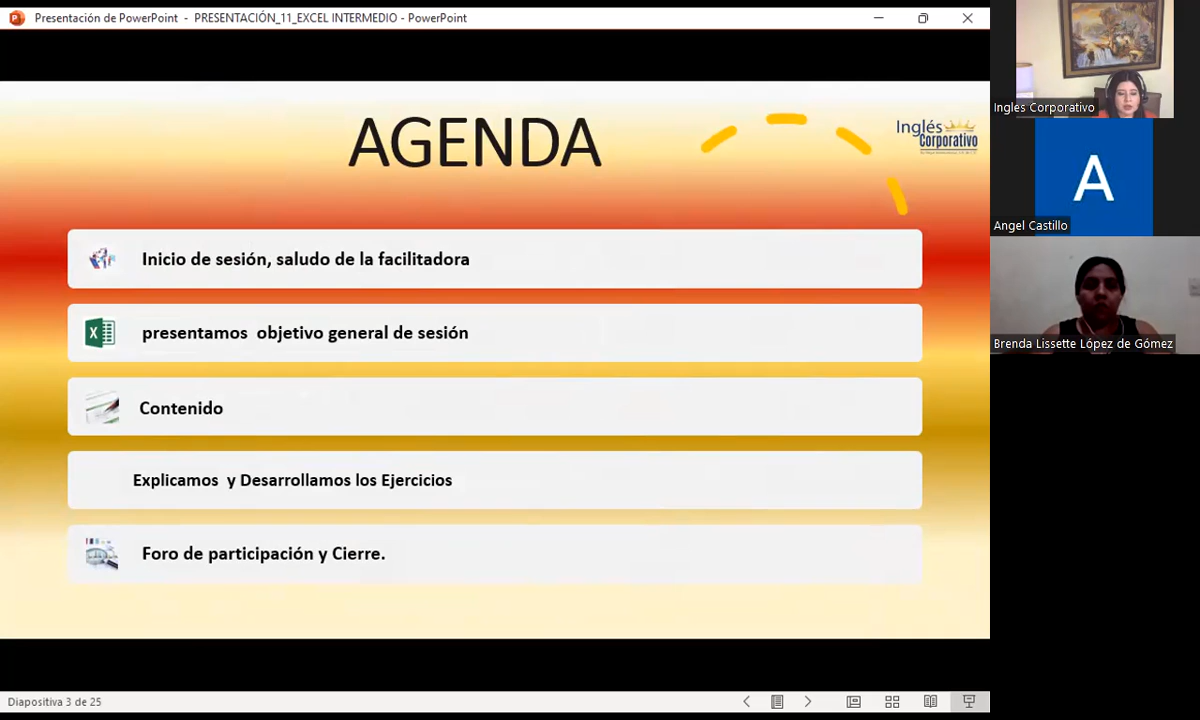 Presentación de PowerPoint - PRESENTACIÓN_11_EXCEL INTERMEDIO - PowerPoint
AGENDA
Inglés
Corporativo
Inicio de sesión, saludo de la facilitadora
presentamos objetivo general de sesión
Contenido
Explicamos y Desarrollamos los Ejercicios
Foro de participación y Cierre.
Diapositiva 3 de 25
Ingles Corporativo
A
Angel Castillo
Brenda Lissette López de Gómez